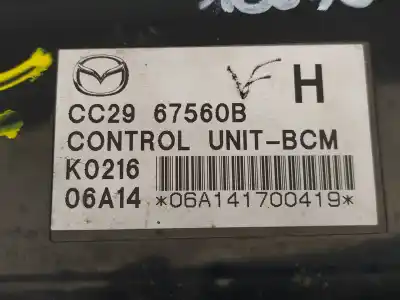 VF H
CC29 67560B
CONTROL UNIT-BCM
K0216
06A14 *06A141700419*